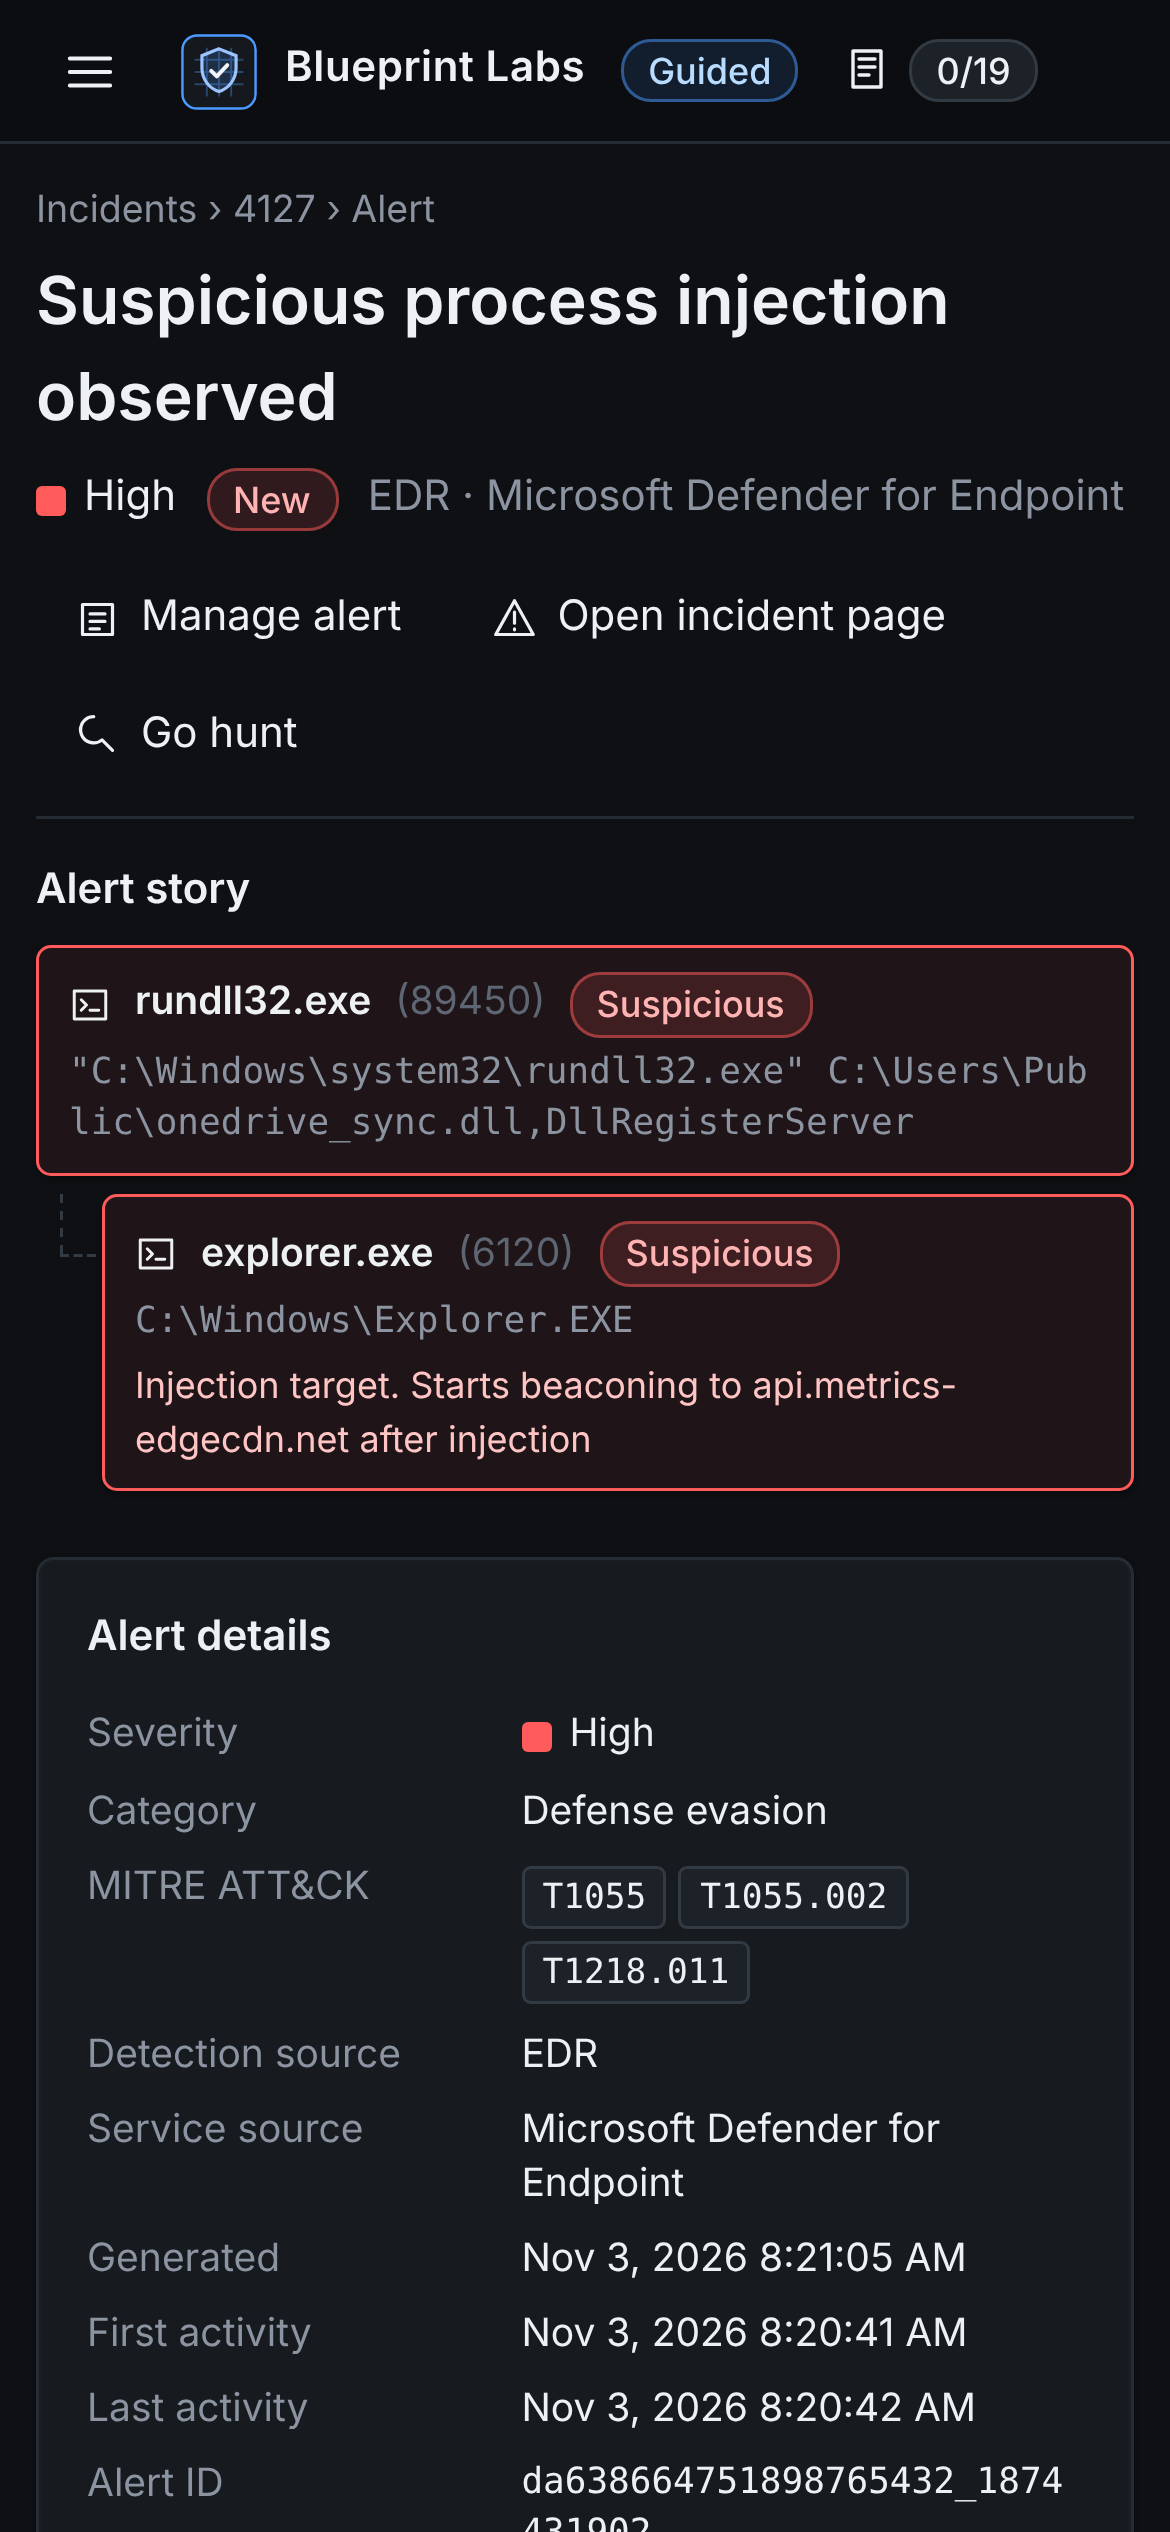 Blueprint Labs Guided 0/19
Incidents › 4127 › Alert
Suspicious process injection
observed
High New EDR · Microsoft Defender for Endpoint
Manage alert Open incident page
Go hunt
Alert story
rundll32.exe (89450) Suspicious
"C:\Windows\system32\rundll32.exe" C:\Users\Pub
lic\onedrive_sync.dll,DllRegisterServer
explorer.exe (6120) Suspicious
C:\Windows\Explorer.EXE
Injection target. Starts beaconing to api.metrics-
edgecdn.net after injection
Alert details
Severity High
Category Defense evasion
MITRE ATT&CK T1055 T1055.002
T1218.011
Detection source EDR
Service source Microsoft Defender for
Endpoint
Generated Nov 3, 2026 8:21:05 AM
First activity Nov 3, 2026 8:20:41 AM
Last activity Nov 3, 2026 8:20:42 AM
Alert ID da638664751898765432_1874
431902